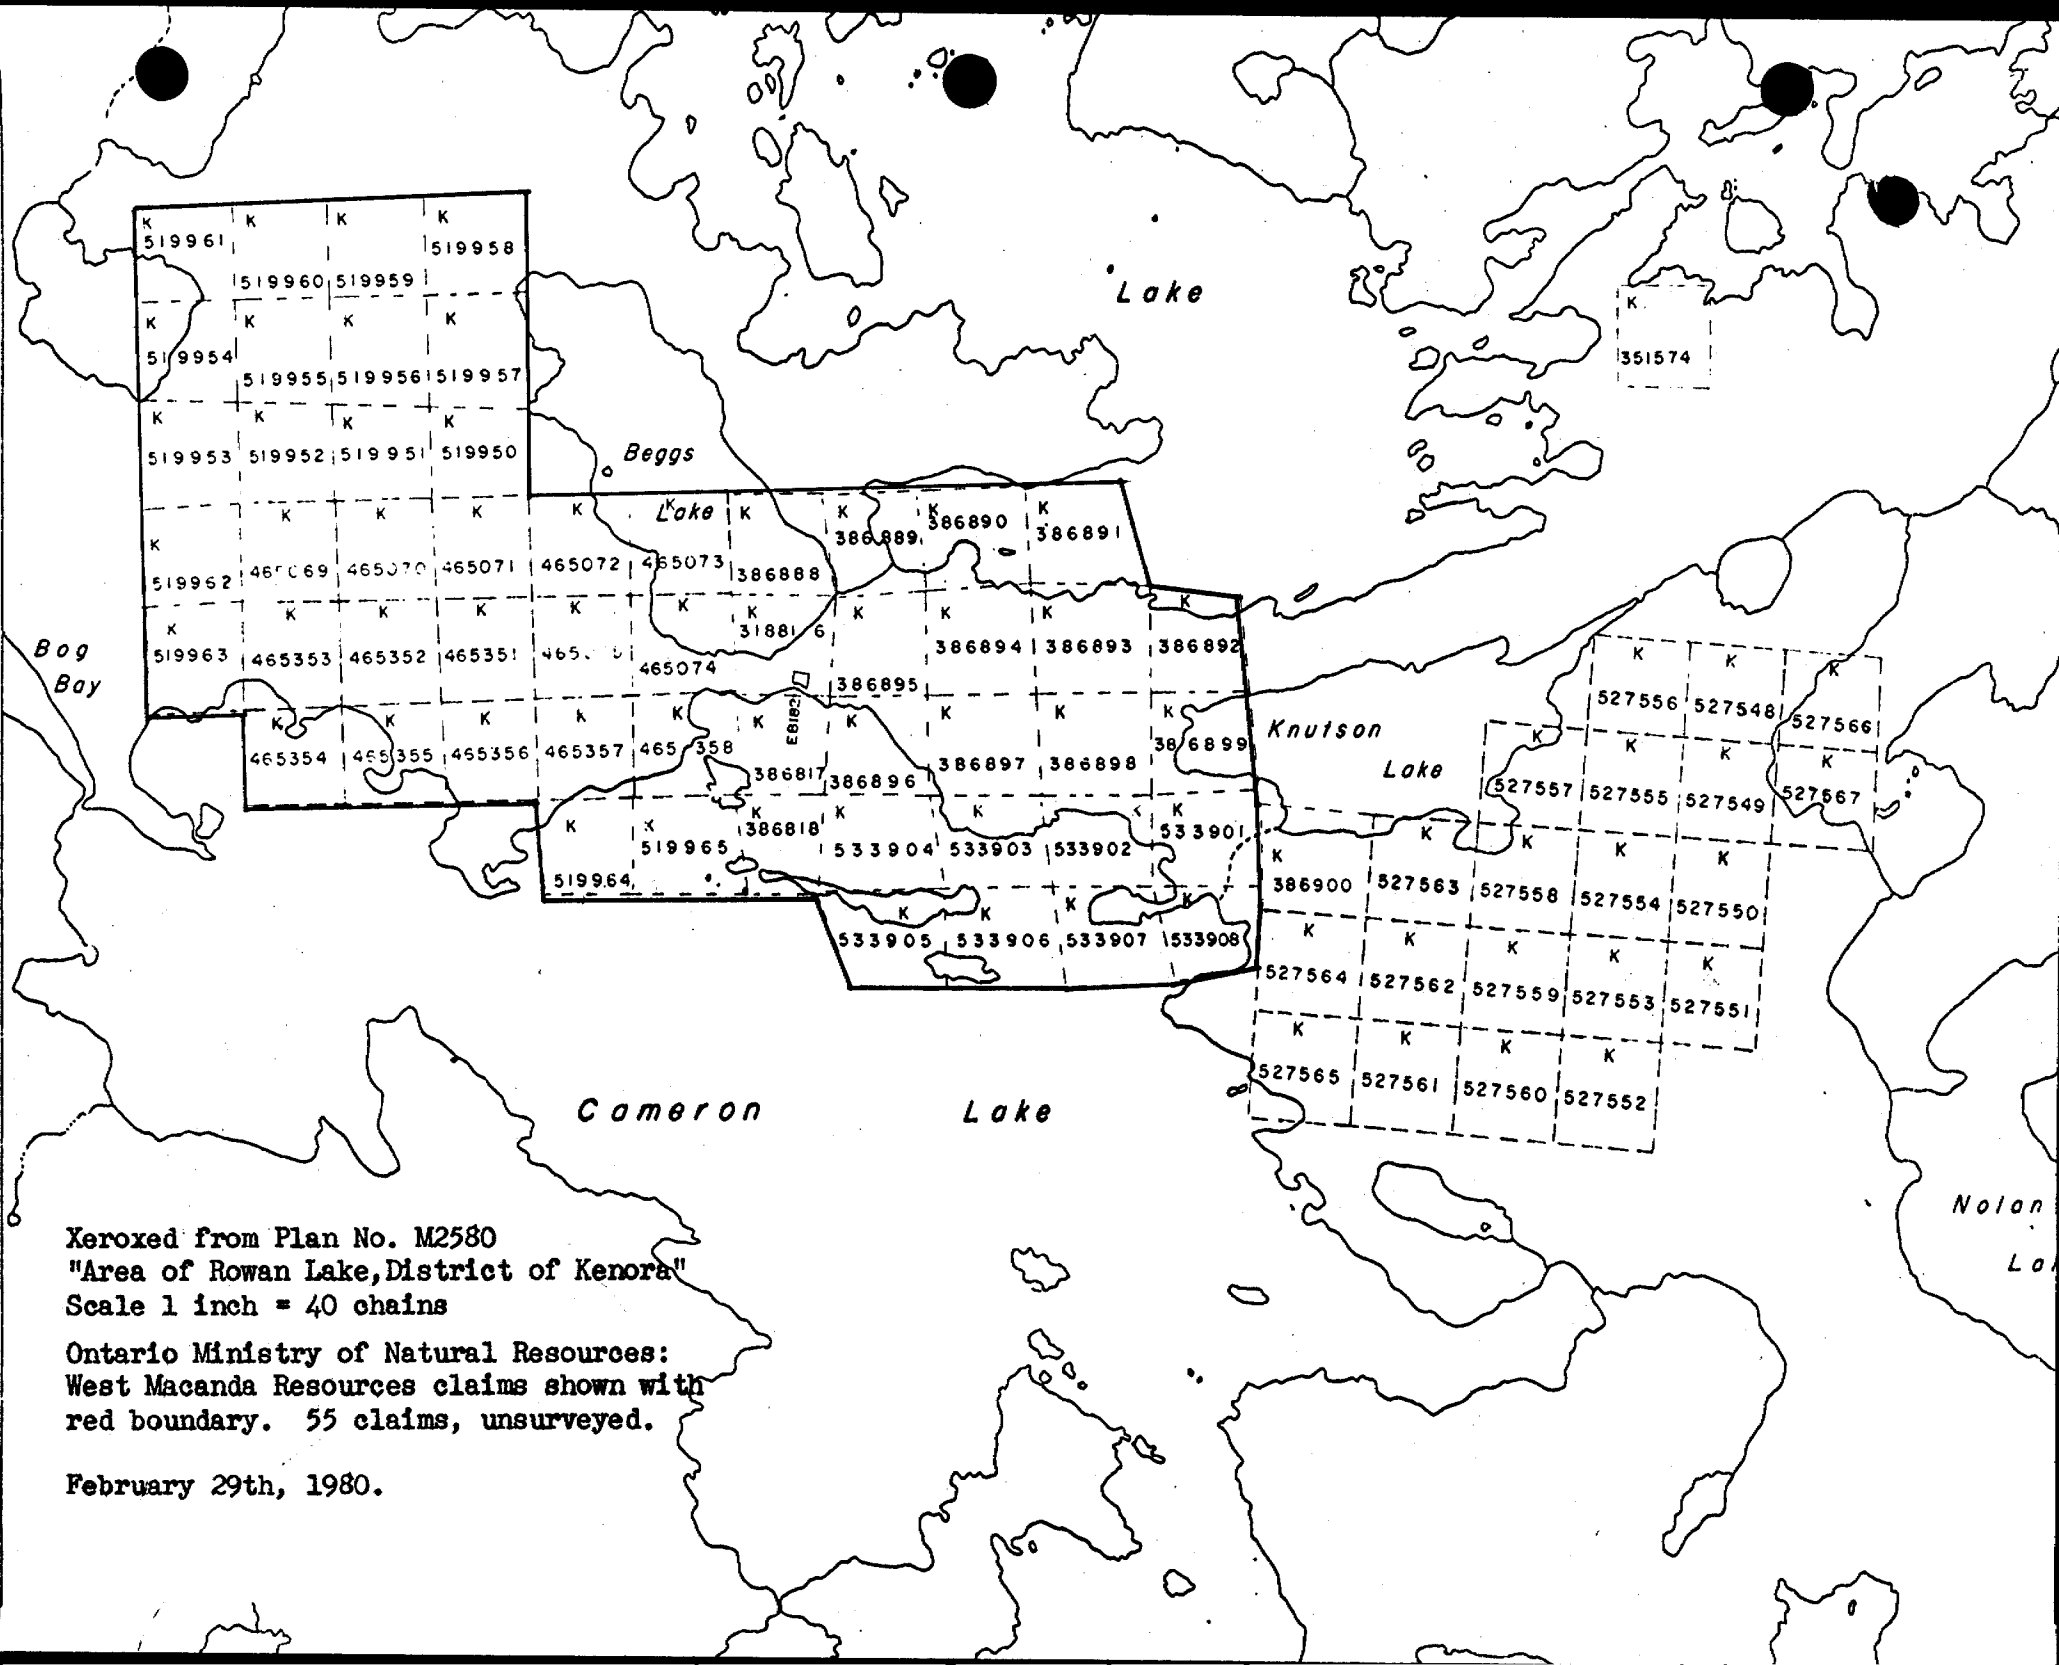 Lake
K K K K
519961 519960 519959 519958
K K K K
519954 519955 519956 519957
K
351574
K K K K
519953 519952 519951 519950
Beggs
Lake
K K K K K K K K K K
519962 465070 465071 465072 465073 386888 386889 386890 386891
K K K K K K K K K K K
519963 465353 465352 465351 465074 386895 386894 386893 386892
Bog
Bay
K K K K K K K K K K
465354 465355 465356 465357 465358 386817 386896 386897 386898 386899
EB1821
Knutson
Lake
K K K K K K K
519964 519965 386818 533904 533903 533902 533901
K K K K
533905 533906 533907 533908
K K K
527556 527548 527566
K K K K
527557 527555 527549 527567
K K K K K
386900 527563 527558 527554 527550
K K K K K
527564 527562 527559 527553 527551
K K K K
527565 527561 527560 527552
Cameron Lake
Nolan
Xeroxed from Plan No. M2580
"Area of Rowan Lake, District of Kenora"
Scale 1 inch = 40 chains
Ontario Ministry of Natural Resources:
West Macanda Resources claims shown with
red boundary. 55 claims, unsurveyed.
February 29th, 1980.